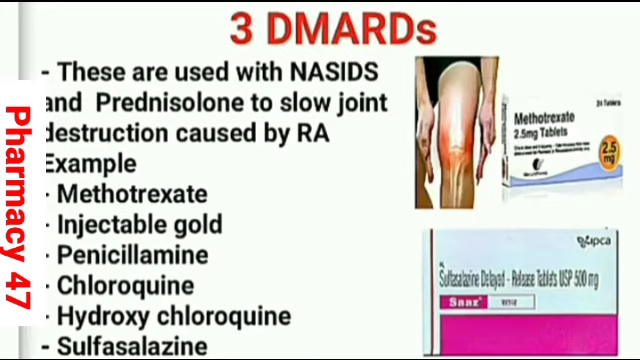 3 DMARDs
- These are used with NASIDS
and Prednisolone to slow joint
destruction caused by RA
Example
- Methotrexate
- Injectable gold
- Penicillamine
- Chloroquine
- Hydroxy chloroquine
- Sulfasalazine
Pharmacy 47
24 Tablets
Methotrexate
2.5mg Tablets
2.5
mg
ipca
Sulfasalazine Delayed - Release Tablets USP 500 mg
Saaz
साज़